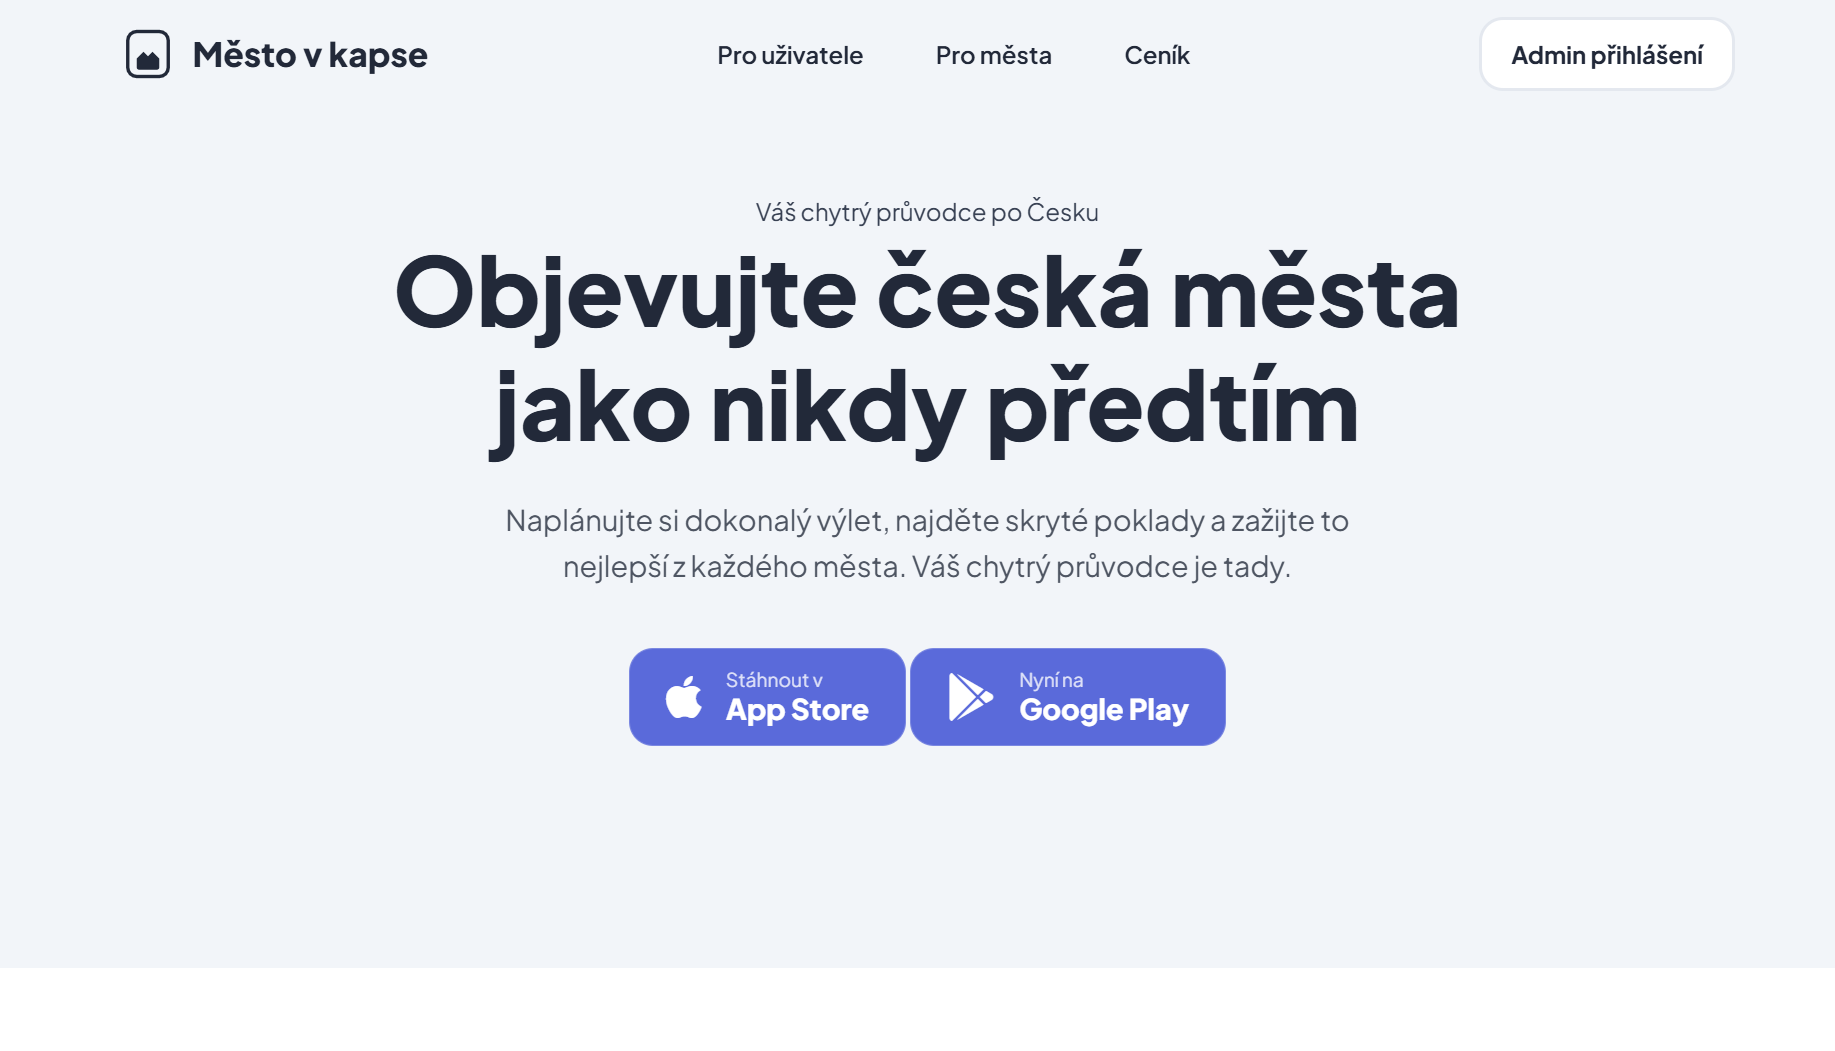 Město v kapse
Pro uživatele
Pro města
Ceník
Admin přihlášení
Váš chytrý průvodce po Česku
Objevujte česká města
jako nikdy předtím
Naplánujte si dokonalý výlet, najděte skryté poklady a zažijte to
nejlepší z každého města. Váš chytrý průvodce je tady.
Stáhnout v
App Store
Nyní na
Google Play